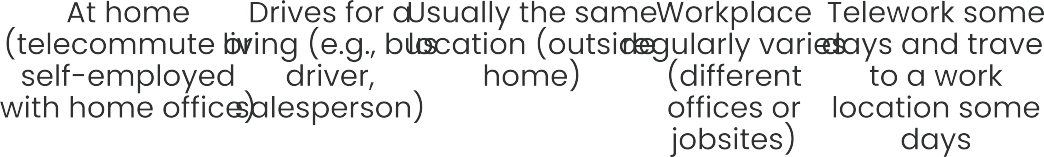 At home
(telecommute or
self-employed
with home office)
Drives for a
living (e.g., bus
driver,
salesperson)
Usually the same
location (outside
home)
Workplace
regularly varies
(different
offices or
jobsites)
Telework some
days and trave
to a work
location some
days